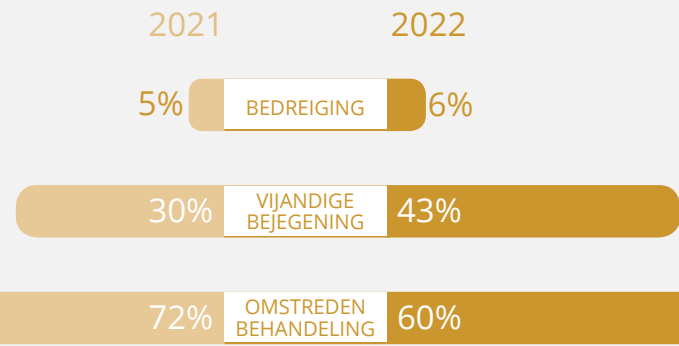 2021 2022
5% BEDREIGING 6%
30% VIJANDIGE BEJEGENING 43%
72% OMSTREDEN BEHANDELING 60%